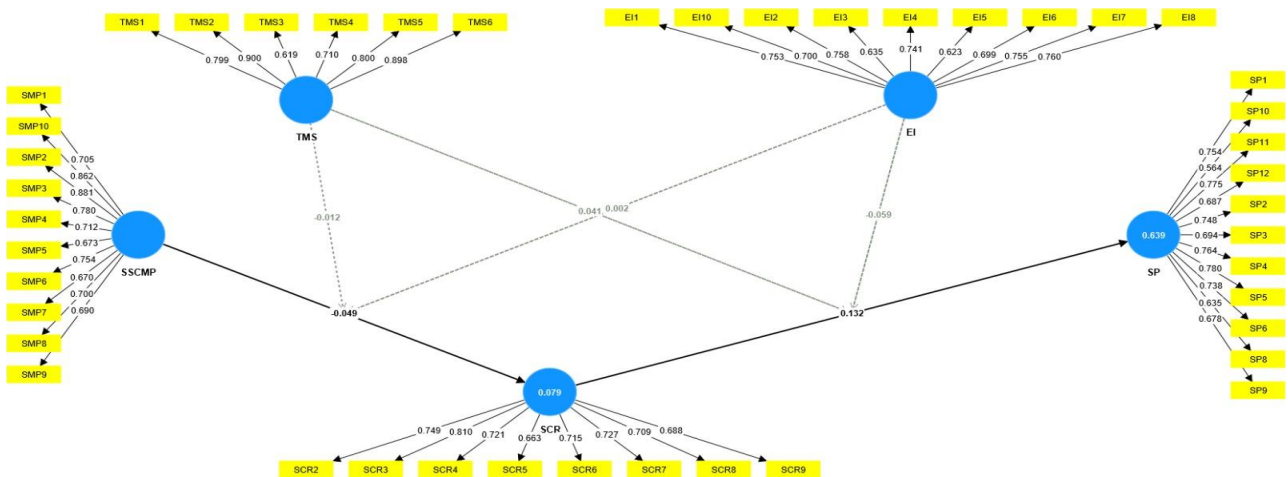 TMS1 TMS2 TMS3 TMS4 TMS5 TMS6
0.799 0.900 0.619 0.710 0.800 0.898
TMS
EI1 EI10 EI2 EI3 EI4 EI5 EI6 EI7 EI8
0.753 0.700 0.758 0.635 0.741 0.623 0.699 0.755 0.760
EI
SMP1
SMP10
SMP2
SMP3
SMP4
SMP5
SMP6
SMP7
SMP8
SMP9
0.705
0.862
0.881
0.780
0.712
0.673
0.754
0.670
0.700
0.690
SSCMP
-0.012
0.041
0.002
-0.059
-0.049
0.132
0.079
SCR
0.749 0.810 0.721 0.663 0.715 0.727 0.709 0.688
SCR2 SCR3 SCR4 SCR5 SCR6 SCR7 SCR8 SCR9
0.639
SP
0.754
0.564
0.775
0.687
0.748
0.694
0.764
0.780
0.738
0.635
0.678
SP1
SP10
SP11
SP12
SP2
SP3
SP4
SP5
SP6
SP8
SP9